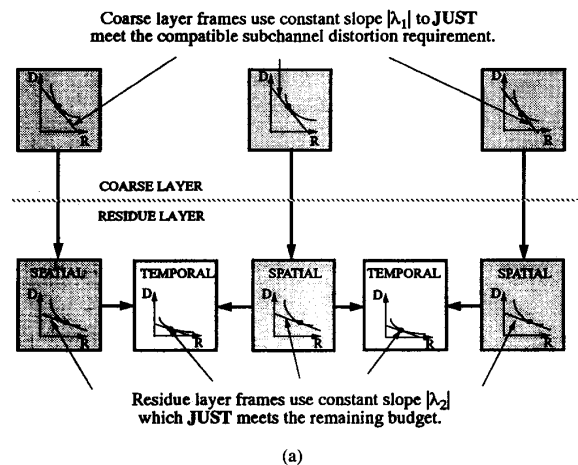 Coarse layer frames use constant slope |λ1| to JUST
meet the compatible subchannel distortion requirement.
D
R
D
R
D
R
COARSE LAYER
RESIDUE LAYER
SPATIAL
D
R
TEMPORAL
D
R
SPATIAL
D
R
TEMPORAL
D
R
SPATIAL
D
R
Residue layer frames use constant slope |λ2|
which JUST meets the remaining budget.
(a)